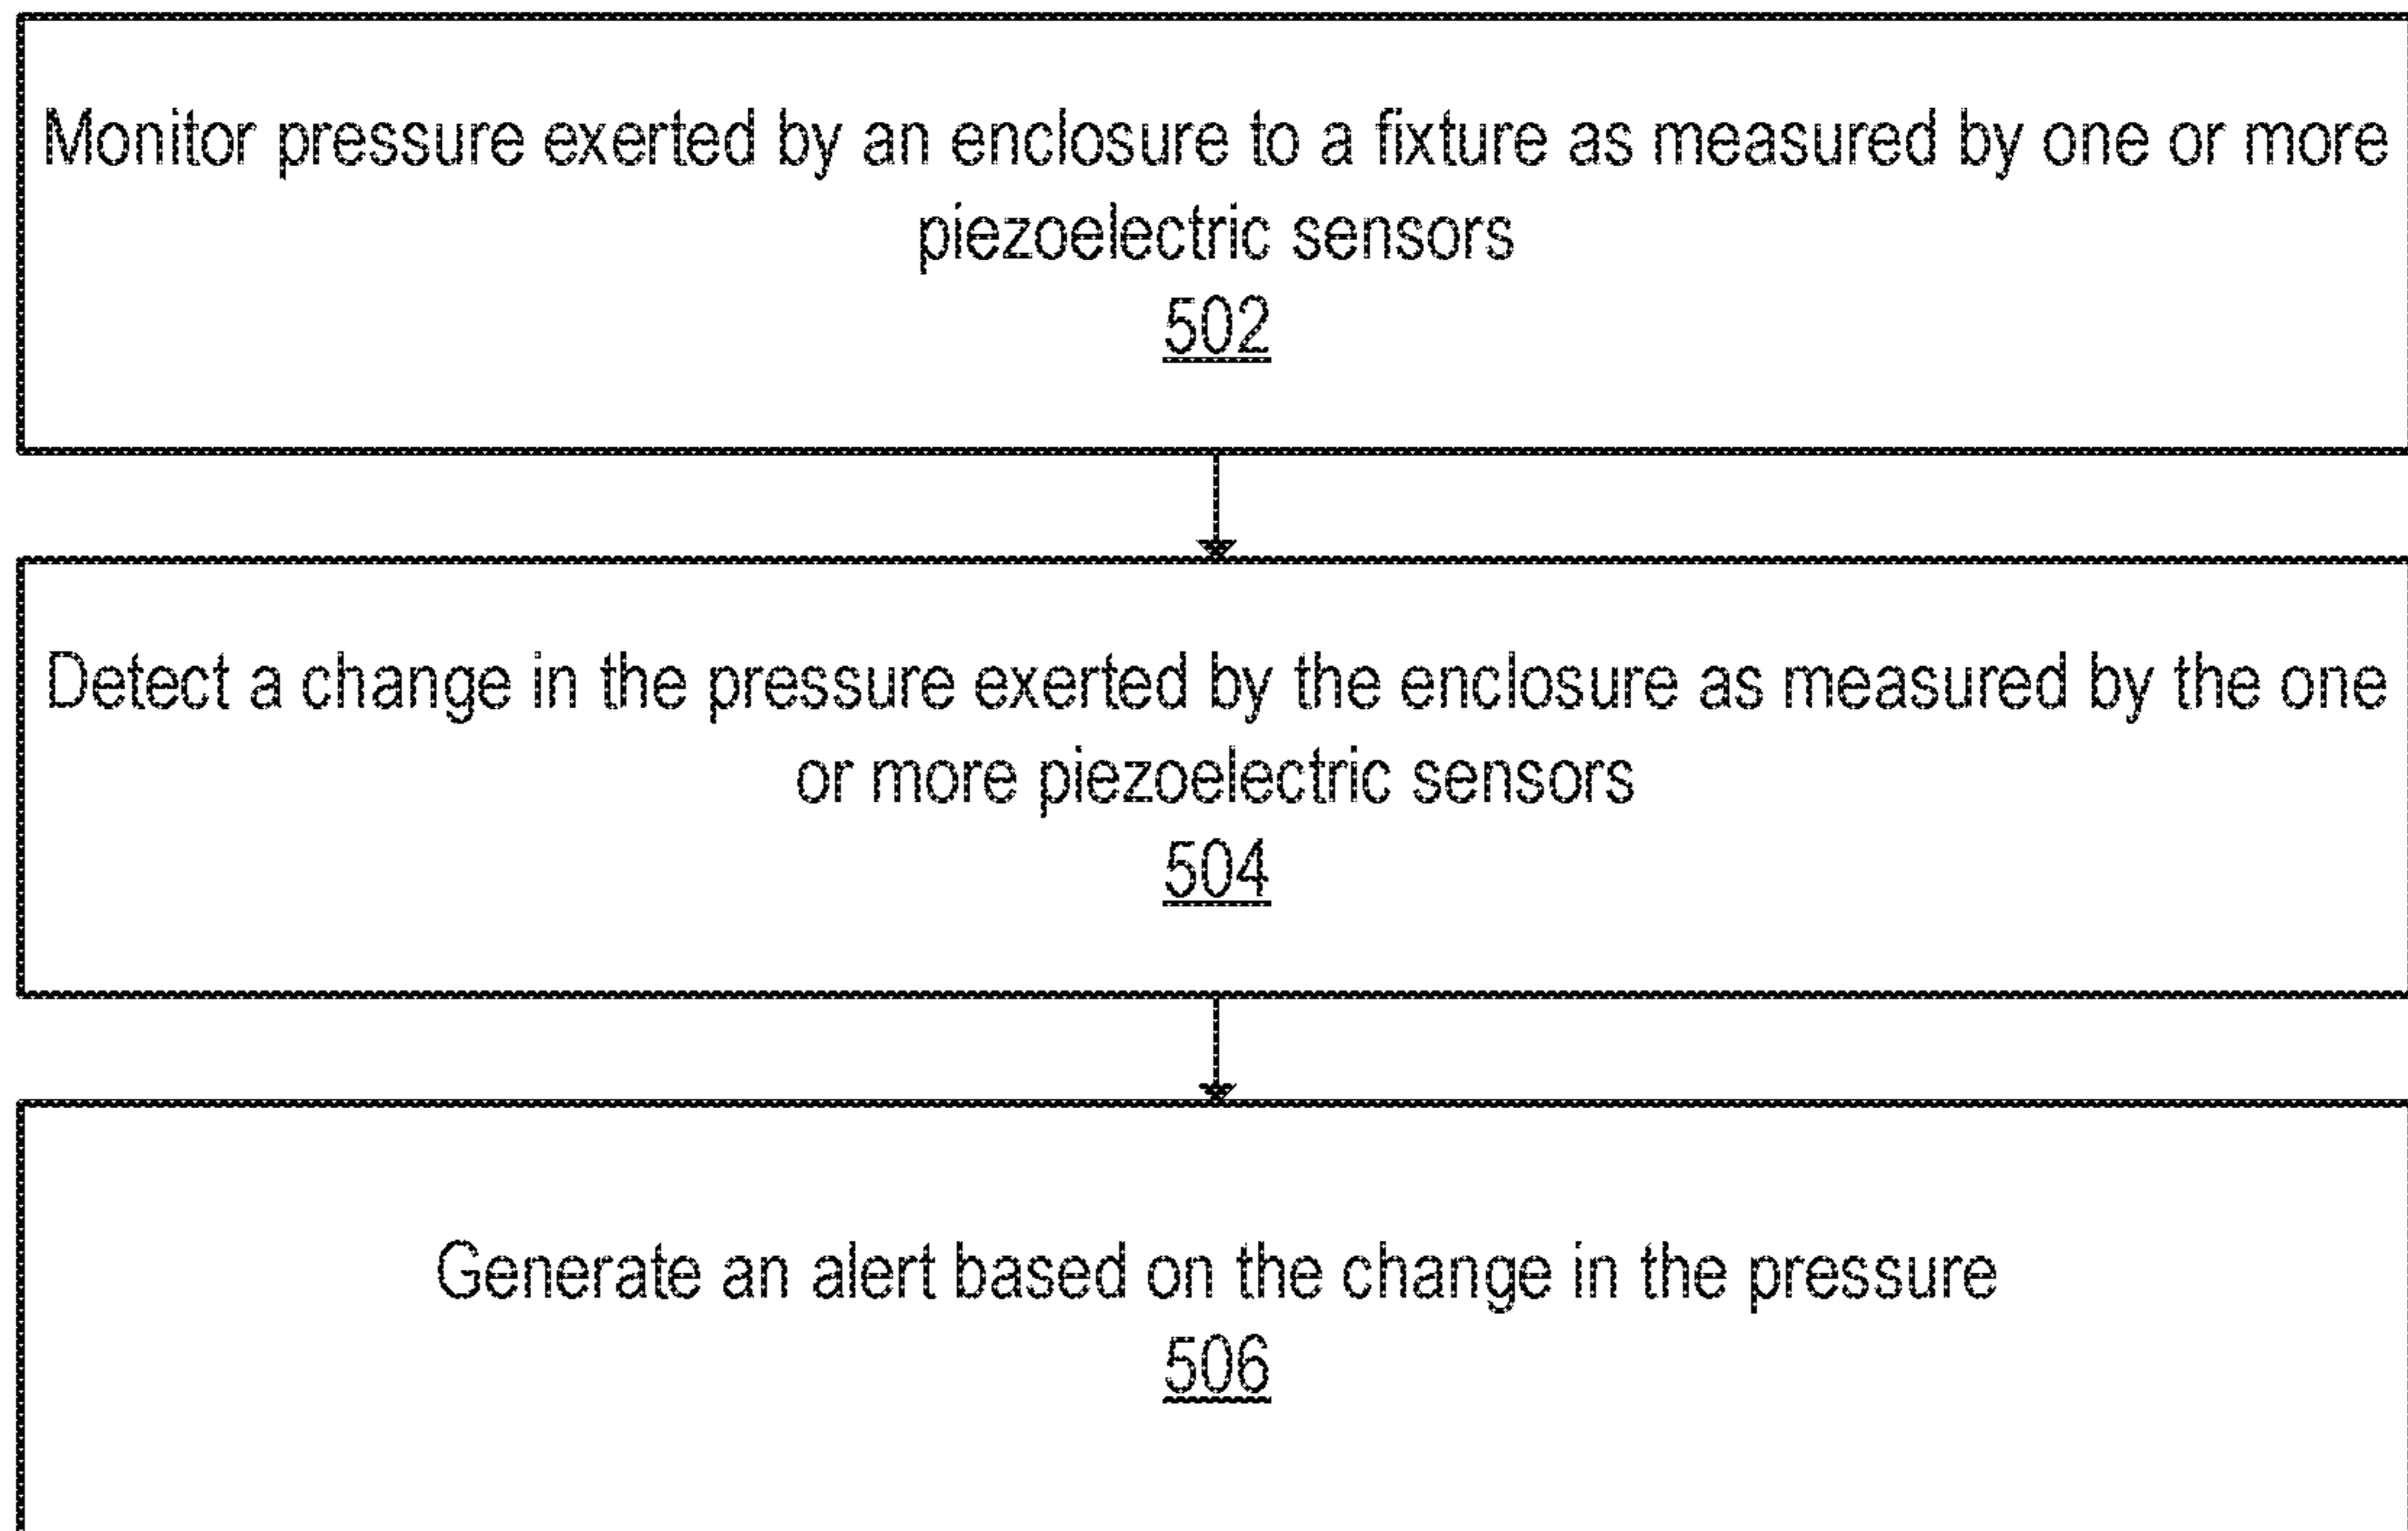 Monitor pressure exerted by an enclosure to a fixture as measured by one or more
piezoelectric sensors
502
Detect a change in the pressure exerted by the enclosure as measured by the one
or more piezoelectric sensors
504
Generate an alert based on the change in the pressure
506